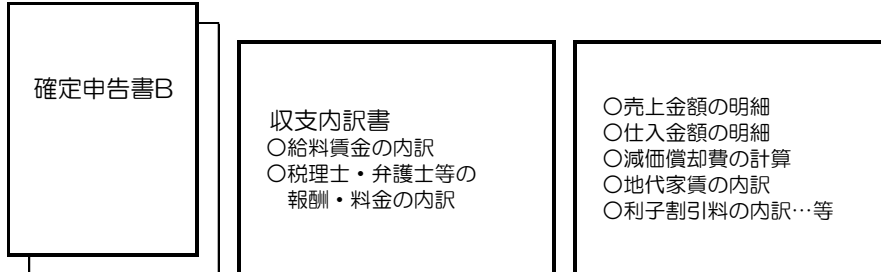 確定申告書B
収支内訳書
○給料賃金の内訳
○税理士・弁護士等の
報酬・料金の内訳
○売上金額の明細
○仕入金額の明細
○減価償却費の計算
○地代家賃の内訳
○利子割引料の内訳…等